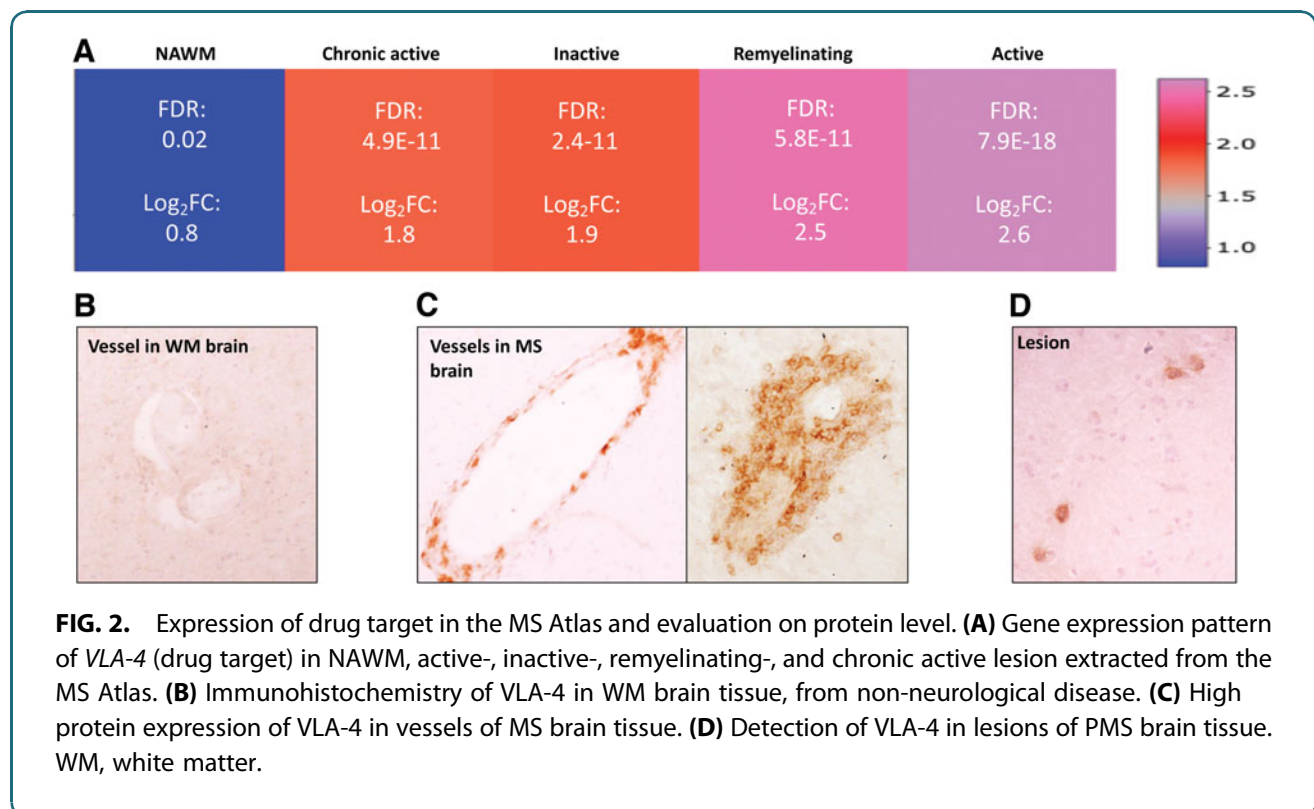 A
NAWM Chronic active Inactive Remyelinating Active
FDR: FDR: FDR: FDR: FDR:
0.02 4.9E-11 2.4-11 5.8E-11 7.9E-18
Log₂FC: Log₂FC: Log₂FC: Log₂FC: Log₂FC:
0.8 1.8 1.9 2.5 2.6
2.5
2.0
1.5
1.0
B
Vessel in WM brain
C
Vessels in MS
brain
D
Lesion
FIG. 2. Expression of drug target in the MS Atlas and evaluation on protein level. (A) Gene expression pattern
of VLA-4 (drug target) in NAWM, active-, inactive-, remyelinating-, and chronic active lesion extracted from the
MS Atlas. (B) Immunohistochemistry of VLA-4 in WM brain tissue, from non-neurological disease. (C) High
protein expression of VLA-4 in vessels of MS brain tissue. (D) Detection of VLA-4 in lesions of PMS brain tissue.
WM, white matter.